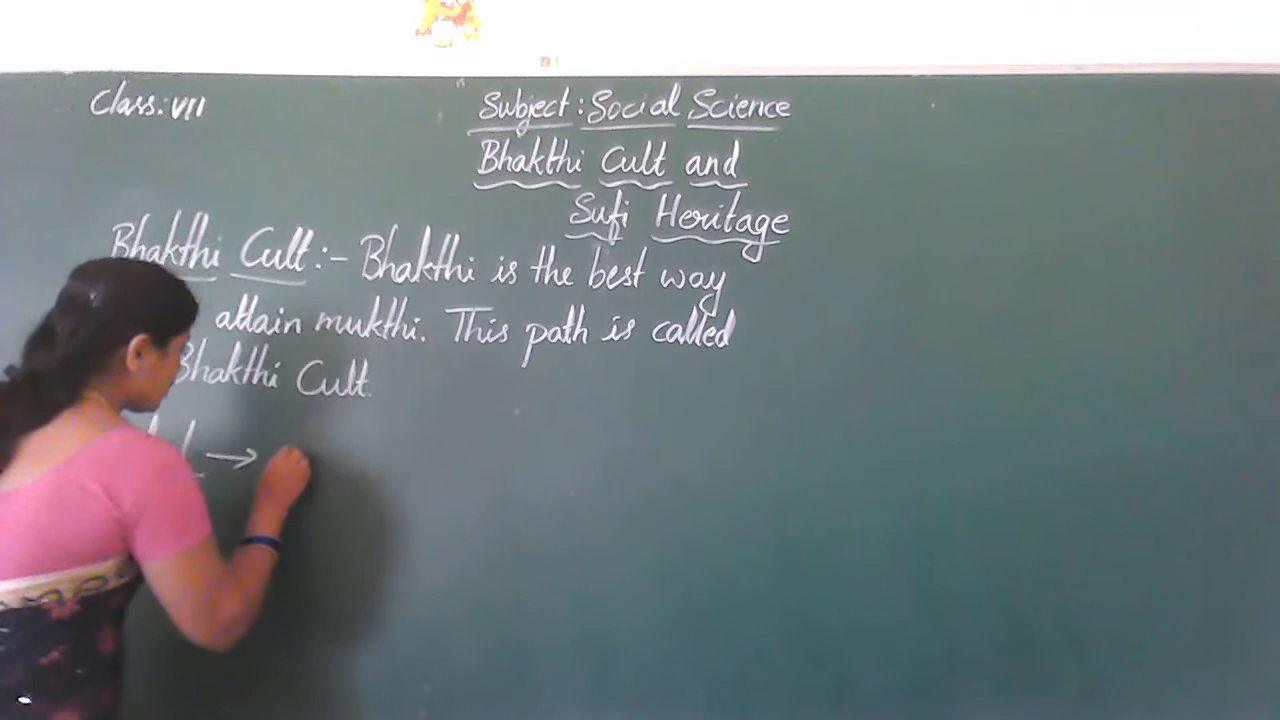 Class: VII
Subject: Social Science
Bhakthi Cult and
Sufi Heritage
Bhakthi Cult:- Bhakthi is the best way
attain mukthi. This path is called
Bhakthi Cult.
→